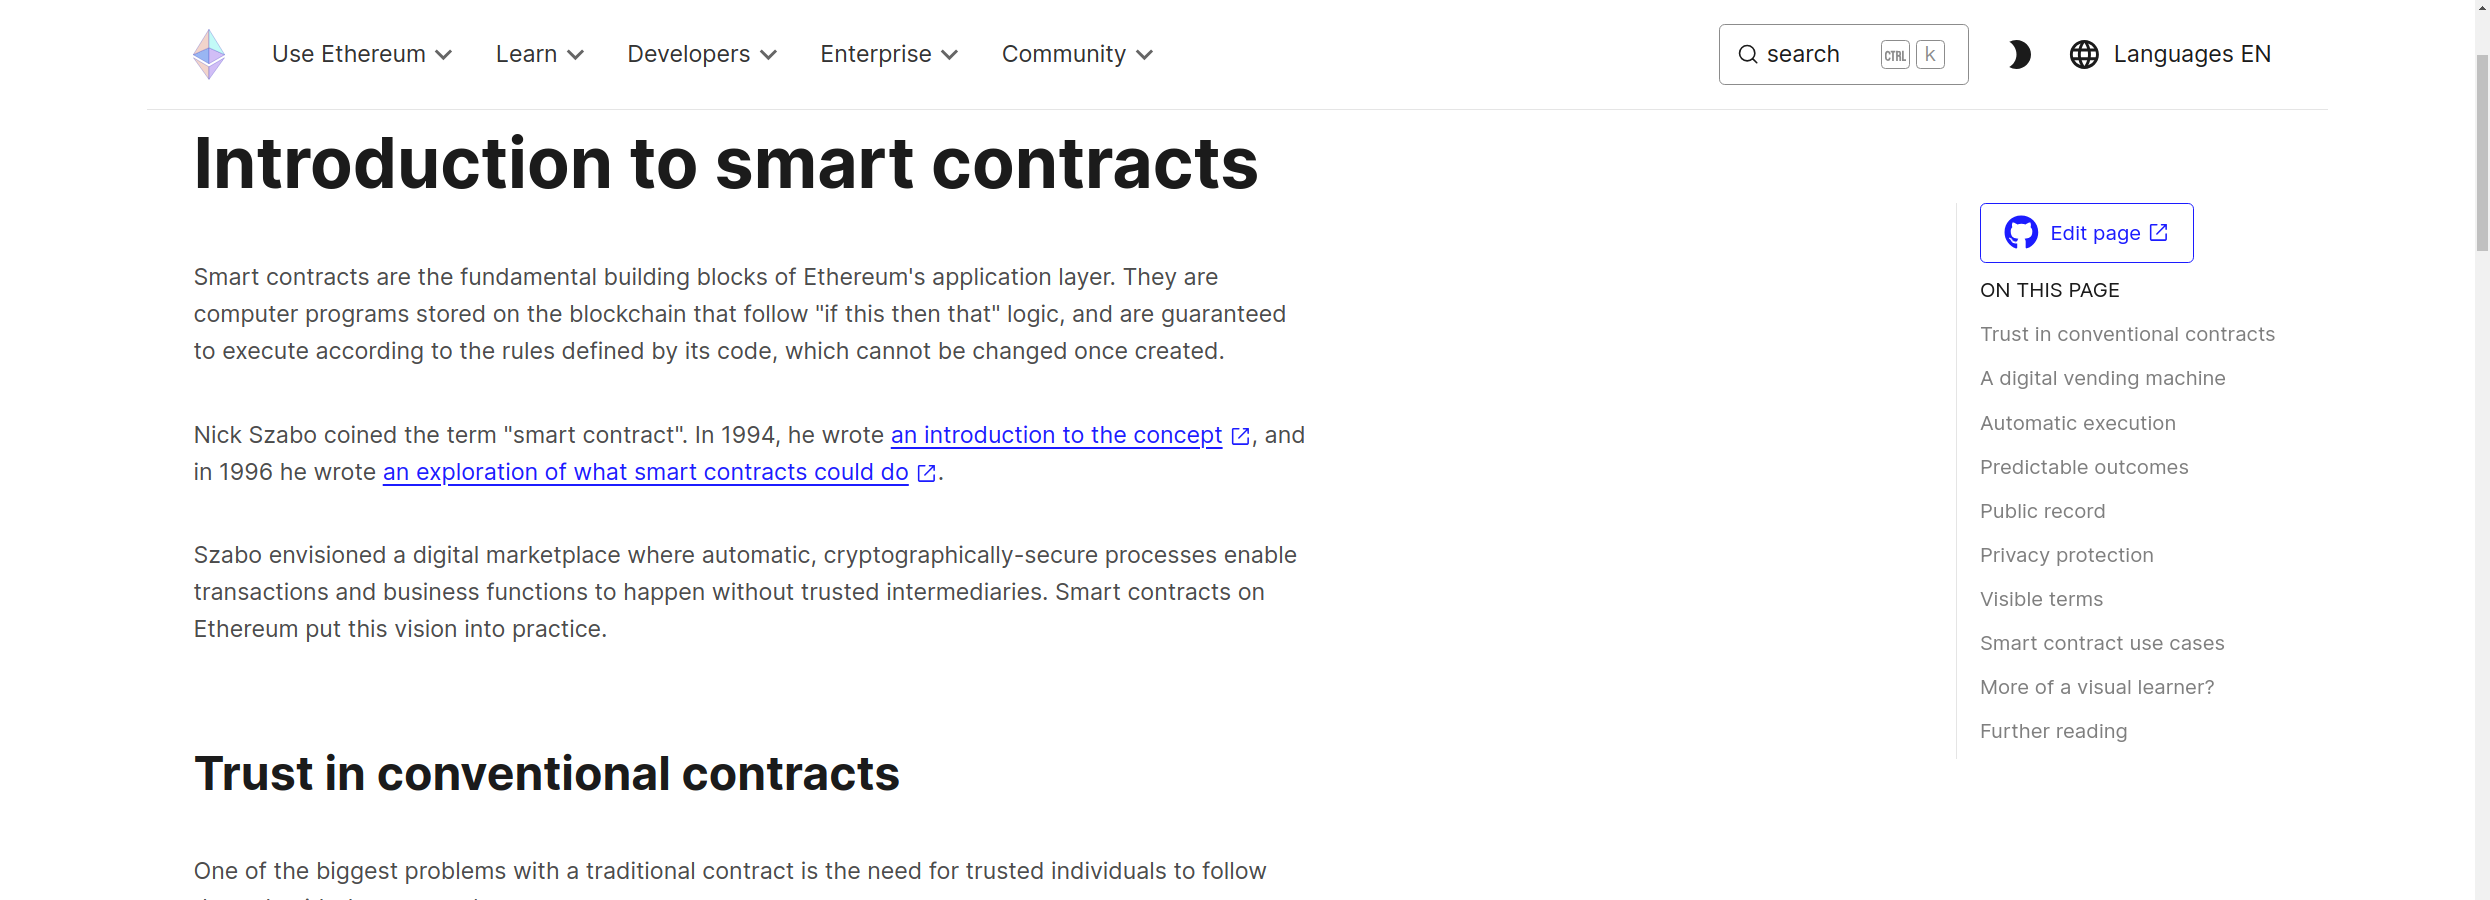 Use Ethereum
Learn
Developers
Enterprise
Community
search
CTRL
k
Languages EN
Introduction to smart contracts
Smart contracts are the fundamental building blocks of Ethereum's application layer. They are
computer programs stored on the blockchain that follow "if this then that" logic, and are guaranteed
to execute according to the rules defined by its code, which cannot be changed once created.
Nick Szabo coined the term "smart contract". In 1994, he wrote an introduction to the concept, and
in 1996 he wrote an exploration of what smart contracts could do.
Szabo envisioned a digital marketplace where automatic, cryptographically-secure processes enable
transactions and business functions to happen without trusted intermediaries. Smart contracts on
Ethereum put this vision into practice.
Trust in conventional contracts
One of the biggest problems with a traditional contract is the need for trusted individuals to follow
Edit page
ON THIS PAGE
Trust in conventional contracts
A digital vending machine
Automatic execution
Predictable outcomes
Public record
Privacy protection
Visible terms
Smart contract use cases
More of a visual learner?
Further reading